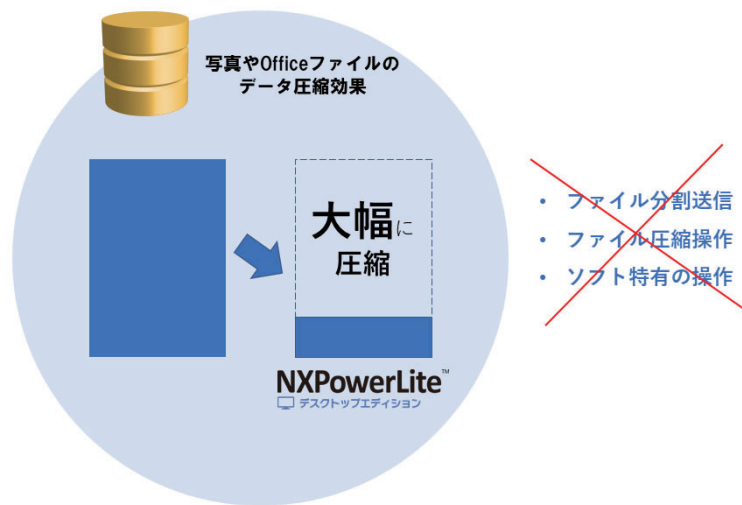 写真やOfficeファイルの
データ圧縮効果
大幅に
圧縮
NXPowerLite™
デスクトップエディション
• ファイル分割送信
• ファイル圧縮操作
• ソフト特有の操作